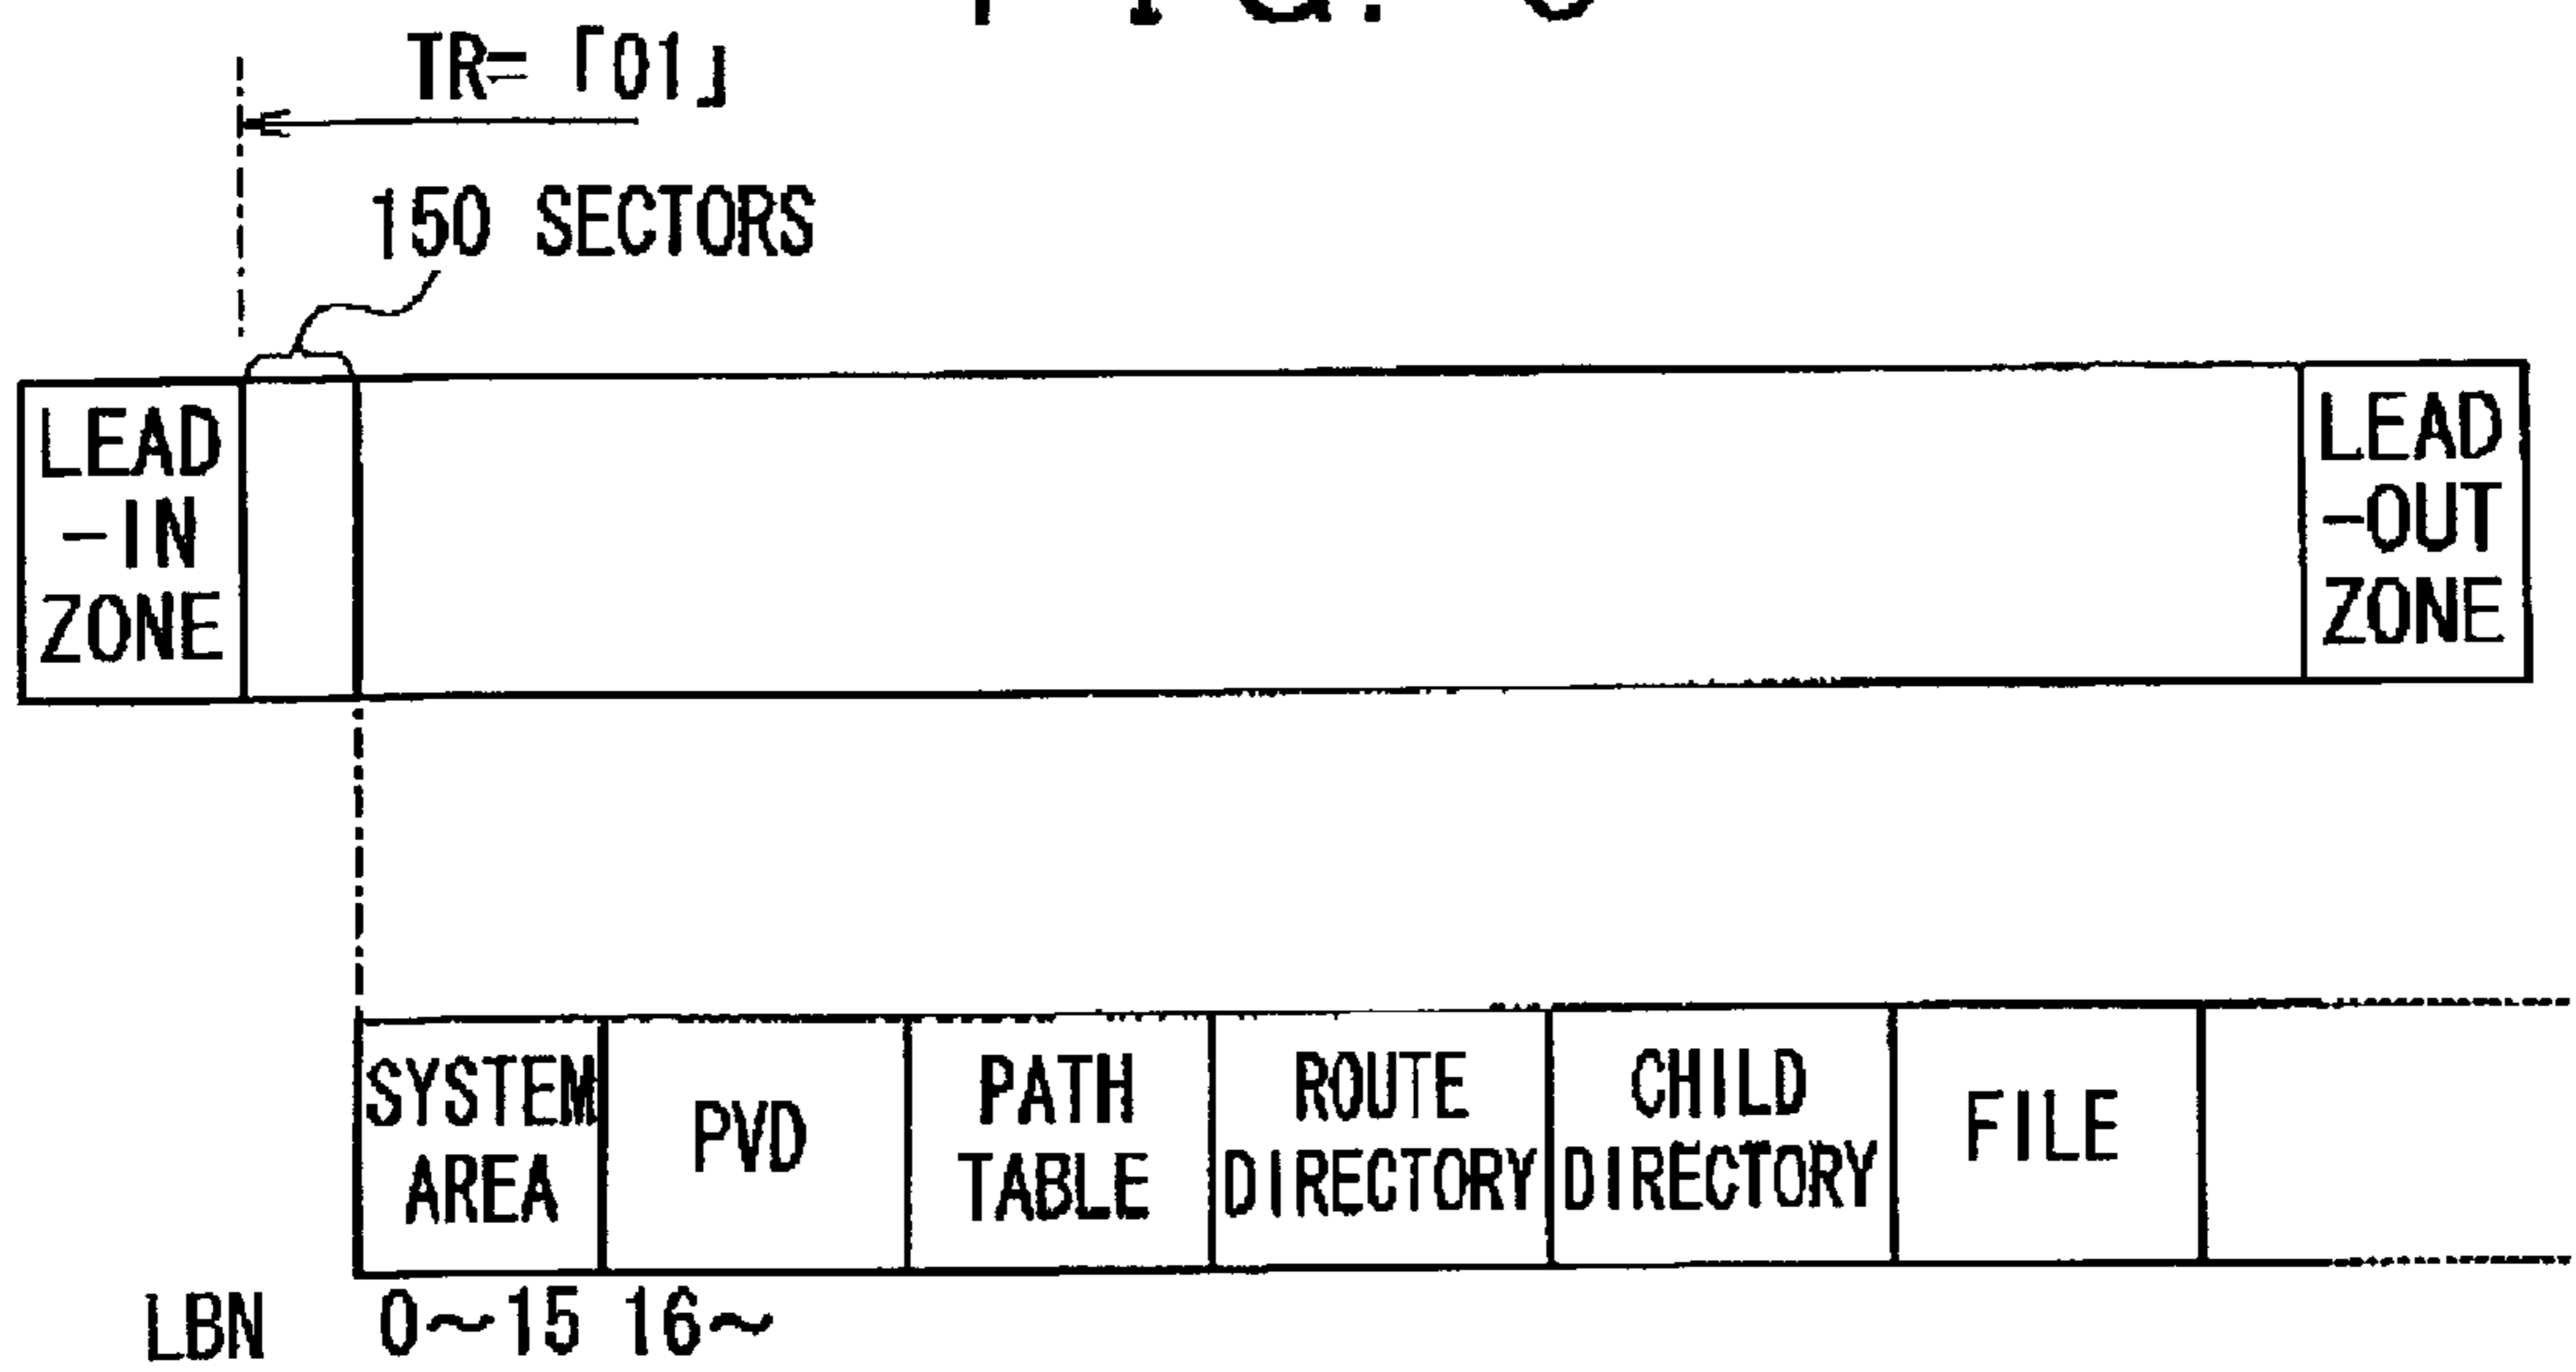 TR=「01」
150 SECTORS
LEAD
-IN
ZONE
LEAD
-OUT
ZONE
SYSTEM
AREA
PVD
PATH
TABLE
ROUTE
DIRECTORY
CHILD
DIRECTORY
FILE
LBN 0~15 16~